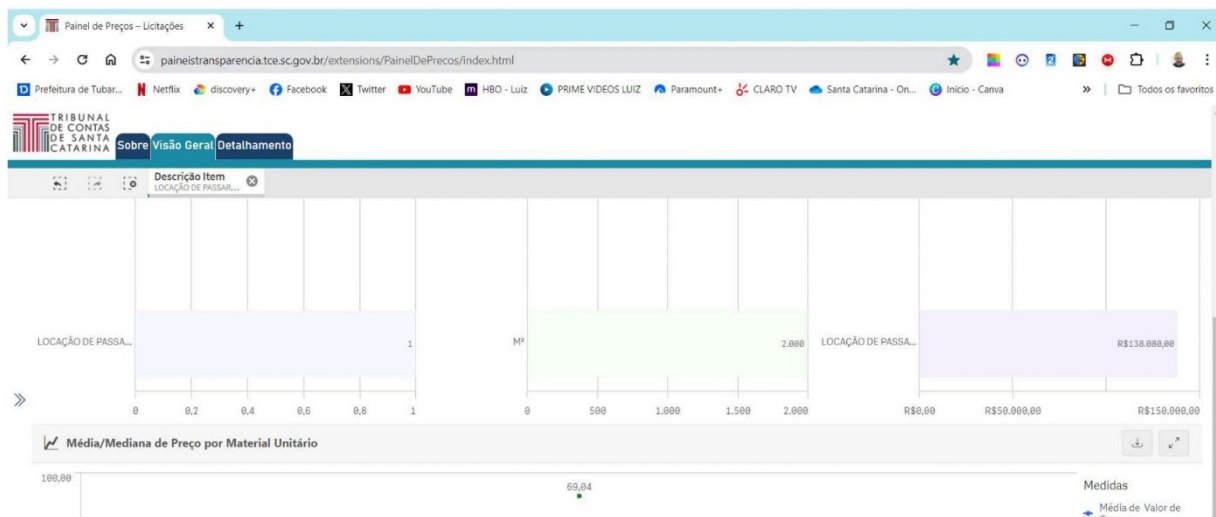 Painel de Preços – Licitações
paineistransparencia.tce.sc.gov.br/extensions/PainelDePrecos/index.html
Prefeitura de Tubar... Netflix discovery+ Facebook Twitter YouTube HBO - Luiz PRIME VIDEOS LUIZ Paramount+ CLARO TV Santa Catarina - On... Início - Canva » Todos os favoritos
TRIBUNAL
DE CONTAS
DE SANTA
CATARINA
Sobre Visão Geral Detalhamento
Descrição Item
LOCAÇÃO DE PASSAR...
LOCAÇÃO DE PASSA... 1 M² 2.000 LOCAÇÃO DE PASSA... R$138.080,00
0 0,2 0,4 0,6 0,8 1 0 500 1.000 1.500 2.000 R$0,00 R$50.000,00 R$150.000,00
Média/Mediana de Preço por Material Unitário
100,00 69,04 Medidas
Média de Valor de